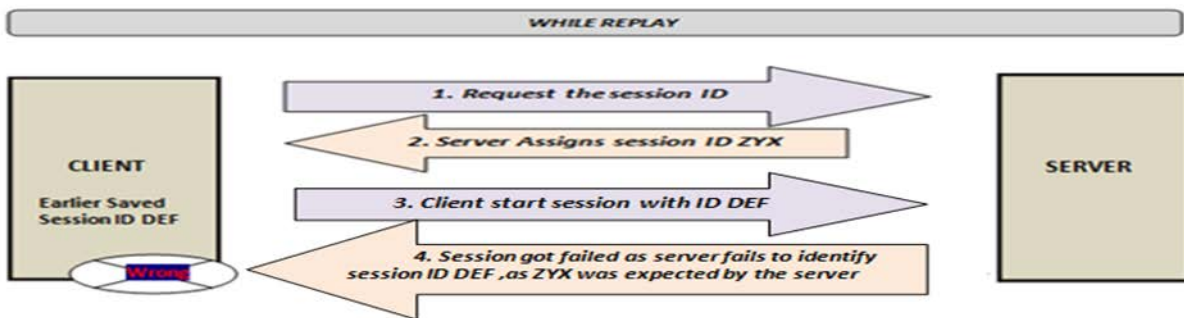 WHILE REPLAY
1. Request the session ID
2. Server Assigns session ID ZYX
CLIENT
Earlier Saved
Session ID DEF
SERVER
3. Client start session with ID DEF
4. Session got failed as server fails to identify
session ID DEF ,as ZYX was expected by the server
Wrong